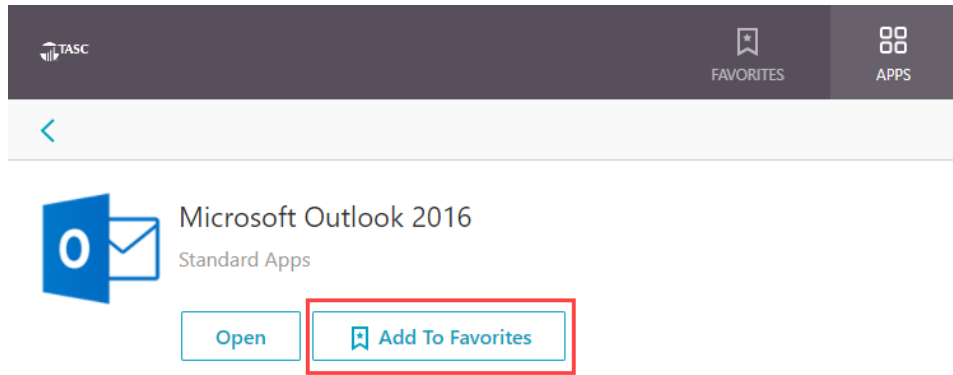 TASC
FAVORITES
APPS
Microsoft Outlook 2016
Standard Apps
Open
Add To Favorites